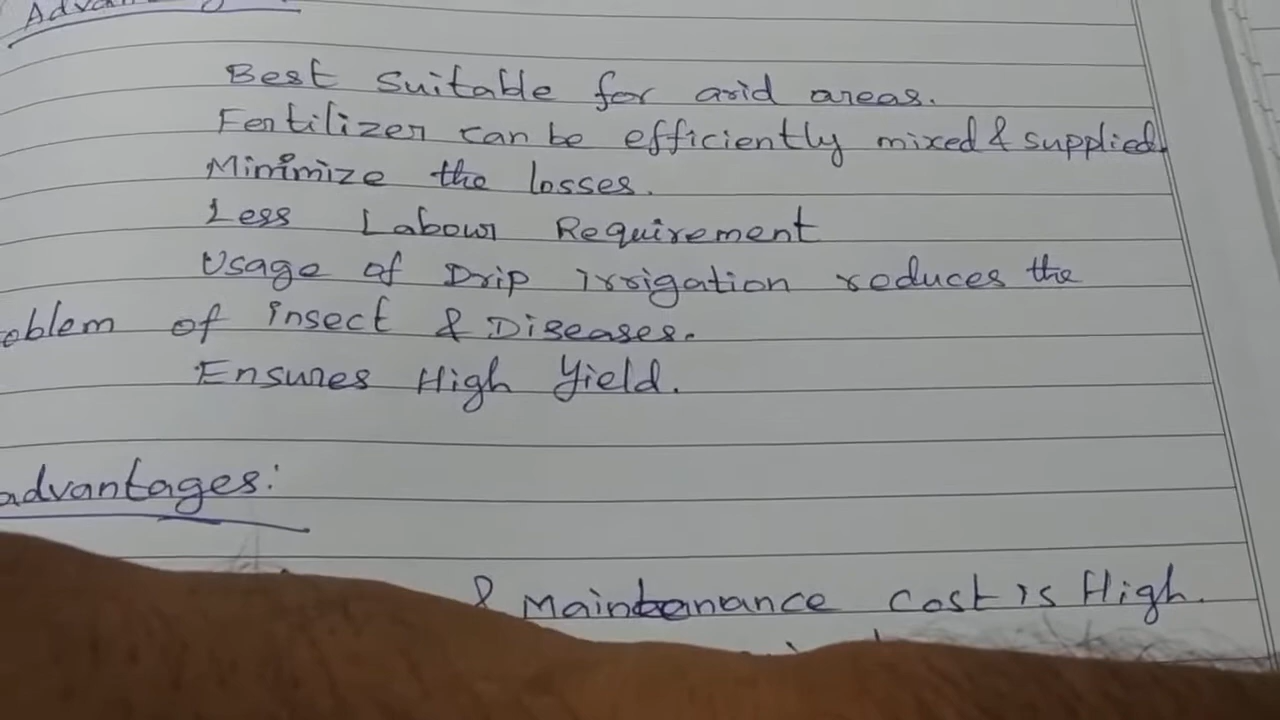 Best Suitable for arid areas.
Fertilizer can be efficiently mixed & supplied.
Minimize the losses.
Less Labour Requirement
Usage of Drip Irrigation reduces the
oblem of insect & Diseases.
Ensures High Yield.
advantages:
& Maintanance cost is High.